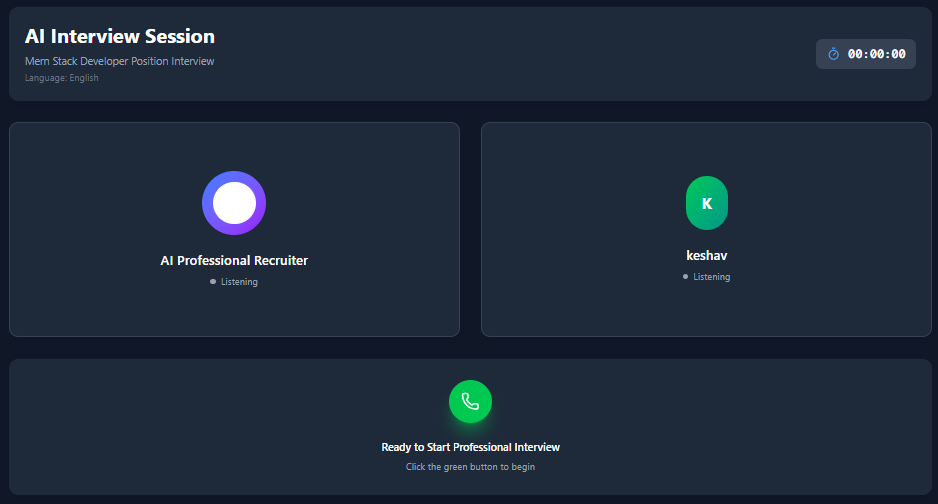 AI Interview Session
Mem Stack Developer Position Interview
Language: English
00:00:00
AI Professional Recruiter
Listening
K
keshav
Listening
Ready to Start Professional Interview
Click the green button to begin